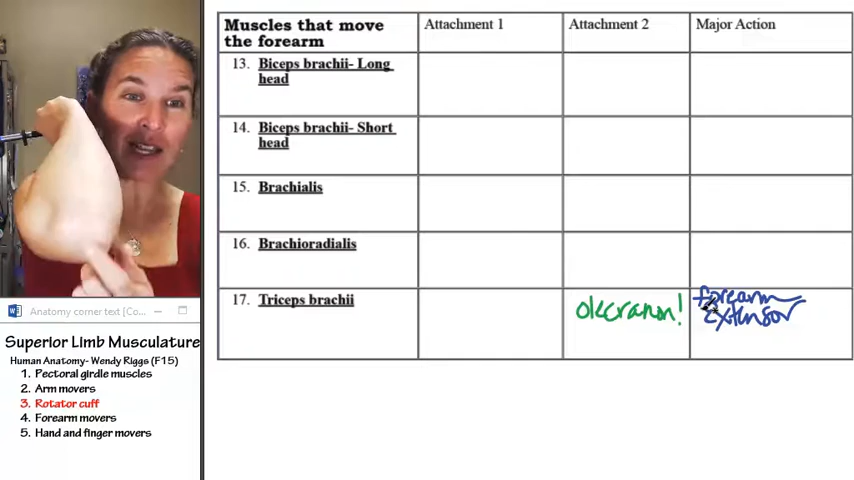 Muscles that move
the forearm
Attachment 1
Attachment 2
Major Action
13. Biceps brachii- Long
head
14. Biceps brachii- Short
head
15. Brachialis
16. Brachioradialis
17. Triceps brachii
olecranon!
forearm
extensor
Anatomy corner text [Co...
Superior Limb Musculature
Human Anatomy- Wendy Riggs (F15)
1. Pectoral girdle muscles
2. Arm movers
3. Rotator cuff
4. Forearm movers
5. Hand and finger movers